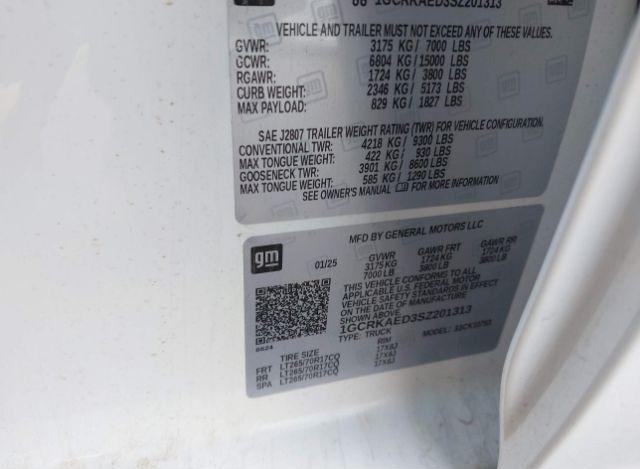 1GCRKAED3SZ201313
VEHICLE AND TRAILER MUST NOT EXCEED ANY OF THESE VALUES.
GVWR: 3175 KG/ 7000 LBS
GCWR: 6804 KG/15000 LBS
RGAWR: 1724 KG/ 3800 LBS
CURB WEIGHT: 2346 KG/ 5173 LBS
MAX PAYLOAD: 829 KG/ 1827 LBS
SAE J2807 TRAILER WEIGHT RATING (TWR) FOR VEHICLE CONFIGURATION.
CONVENTIONAL TWR: 4218 KG/ 9300 LBS
MAX TONGUE WEIGHT: 422 KG/ 930 LBS
GOOSENECK TWR: 3901 KG/ 8600 LBS
MAX TONGUE WEIGHT: 585 KG/ 1290 LBS
SEE OWNER'S MANUAL FOR MORE INFORMATION
MFD BY GENERAL MOTORS LLC
gm
01/25
GVWR GAWR FRT GAWR RR
3175 KG 1724 KG 1724 KG
7000 LB 3800 LB 3800 LB
THIS VEHICLE CONFORMS TO ALL
APPLICABLE U.S. FEDERAL MOTOR
VEHICLE SAFETY STANDARDS IN EFFECT
ON THE DATE OF MANUFACTURE
SHOWN ABOVE.
1GCRKAED3SZ201313
TYPE: TRUCK MODEL:
TIRE SIZE RIM
FRT LT265/70R17CQ 17X8J
RR LT265/70R17CQ 17X8J
SPA LT265/70R17CQ 17X8J